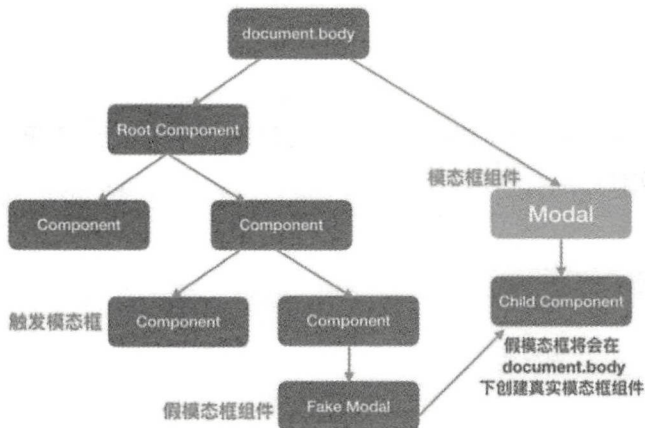 document.body
Root Component
模态框组件
Component
Component
Modal
触发模态框
Component
Component
Child Component
假模态框将会在
document.body
下创建真实模态框组件
假模态框组件
Fake Modal